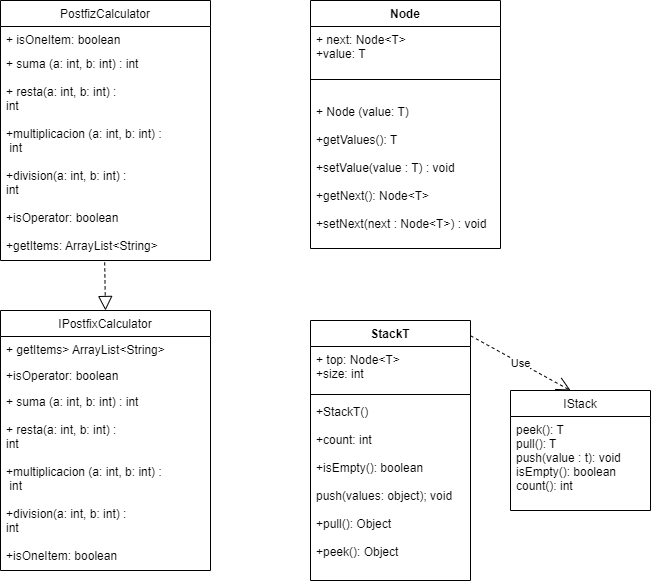 PostfizCalculator
+ isOneItem: boolean
+ suma (a: int, b: int) : int
+ resta(a: int, b: int) :
int
+multiplicacion (a: int, b: int) :
int
+division(a: int, b: int) :
int
+isOperator: boolean
+getItems: ArrayList<String>
IPostfixCalculator
+ getItems> ArrayList<String>
+isOperator: boolean
+ suma (a: int, b: int) : int
+ resta(a: int, b: int) :
int
+multiplicacion (a: int, b: int) :
int
+division(a: int, b: int) :
int
+isOneItem: boolean
Node
+ next: Node<T>
+value: T
+ Node (value: T)
+getValues(): T
+setValue(value : T) : void
+getNext(): Node<T>
+setNext(next : Node<T>) : void
StackT
+ top: Node<T>
+size: int
+StackT()
+count: int
+isEmpty(): boolean
push(values: object); void
+pull(): Object
+peek(): Object
Use
IStack
peek(): T
pull(): T
push(value : t): void
isEmpty(): boolean
count(): int